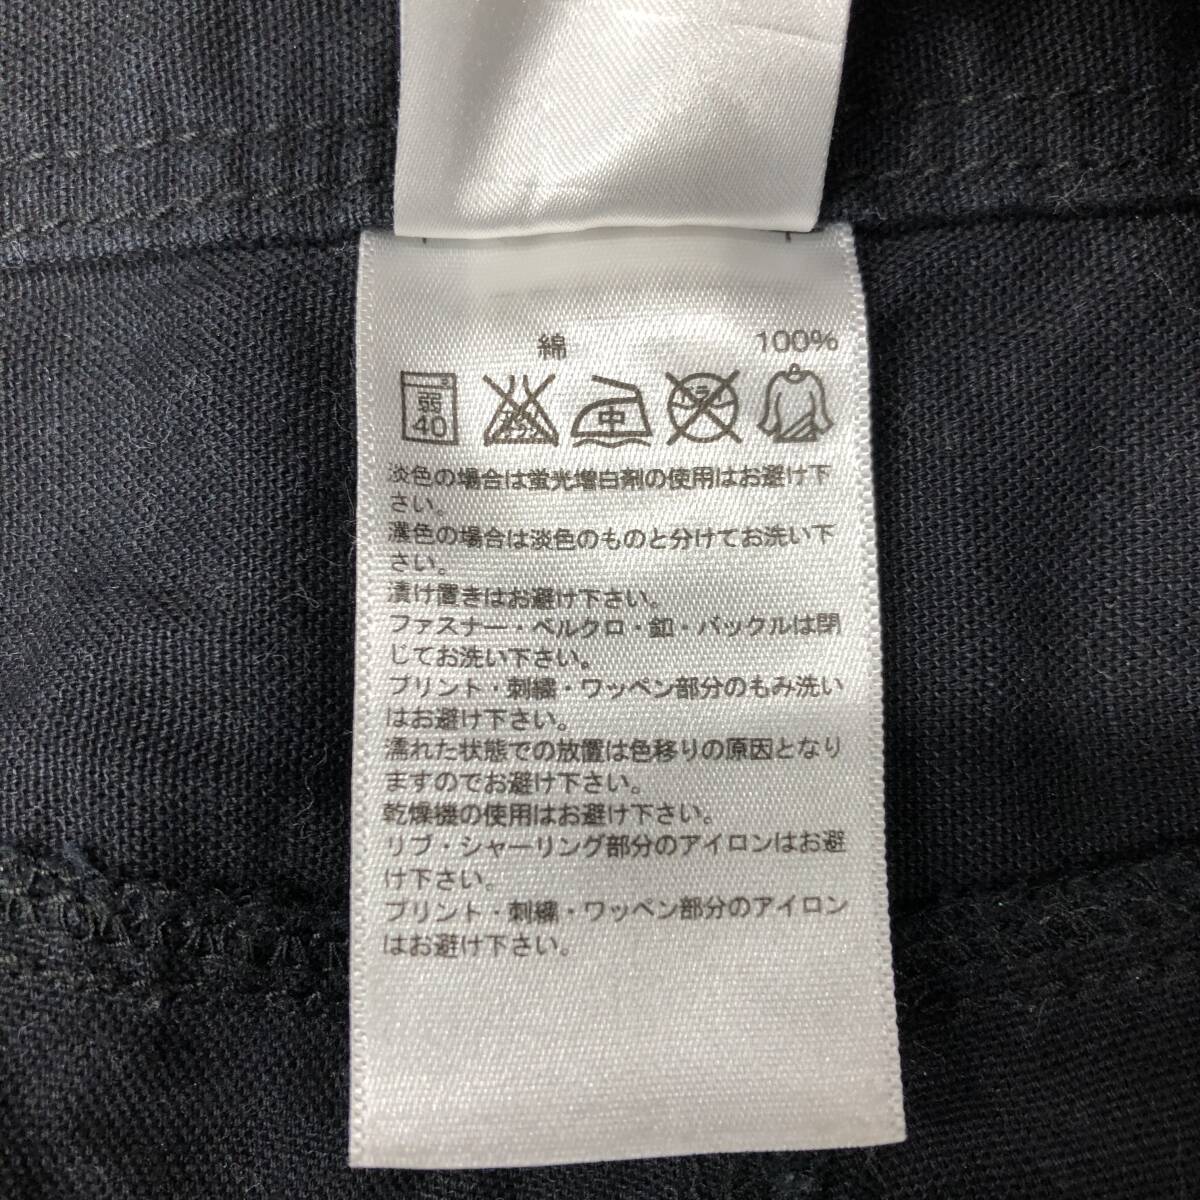 綿 100%
弱 40 エンソ サラシ 中 ドライ
淡色の場合は蛍光増白剤の使用はお避け下
さい。
濃色の場合は淡色のものと分けてお洗い下
さい。
漬け置きはお避け下さい。
ファスナー・ベルクロ・釦・バックルは閉
じてお洗い下さい。
プリント・刺繍・ワッペン部分のもみ洗い
はお避け下さい。
濡れた状態での放置は色移りの原因となり
ますのでお避け下さい。
乾燥機の使用はお避け下さい。
リブ・シャーリング部分のアイロンはお避
け下さい。
プリント・刺繍・ワッペン部分のアイロン
はお避け下さい。